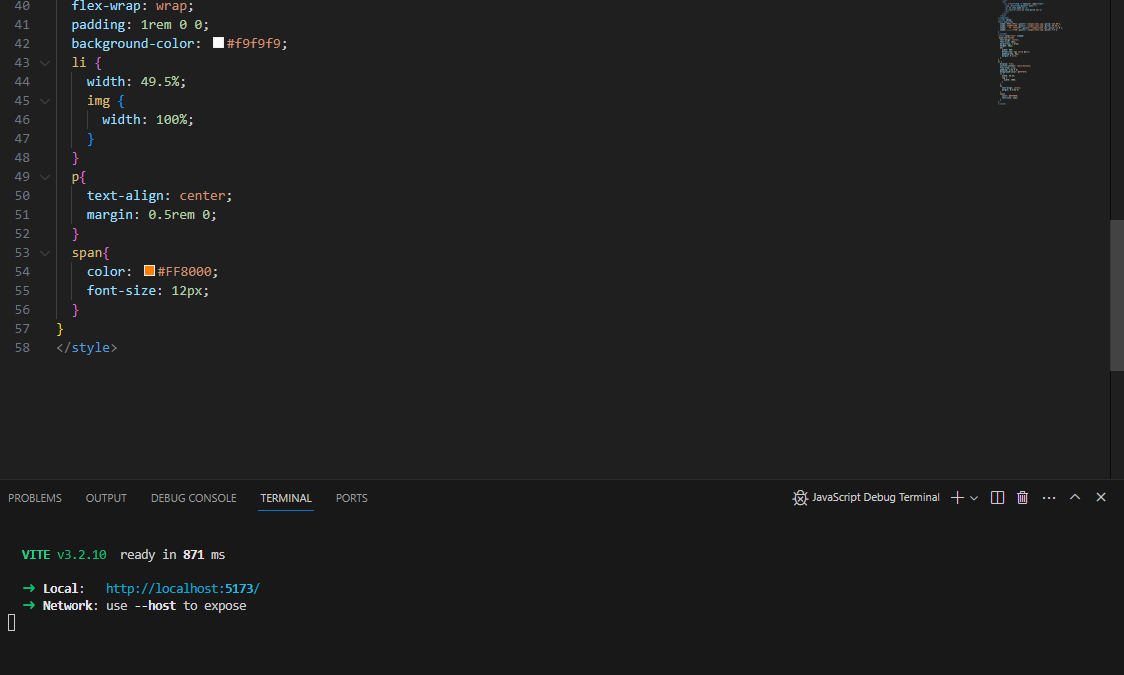 40 flex-wrap: wrap;
41 padding: 1rem 0 0;
42 background-color: #f9f9f9;
43 li {
44 width: 49.5%;
45 img {
46 width: 100%;
47 }
48 }
49 p{
50 text-align: center;
51 margin: 0.5rem 0;
52 }
53 span{
54 color: #FF8000;
55 font-size: 12px;
56 }
57 }
58 </style>
PROBLEMS OUTPUT DEBUG CONSOLE TERMINAL PORTS JavaScript Debug Terminal
VITE v3.2.10 ready in 871 ms
➜ Local: http://localhost:5173/
➜ Network: use --host to expose